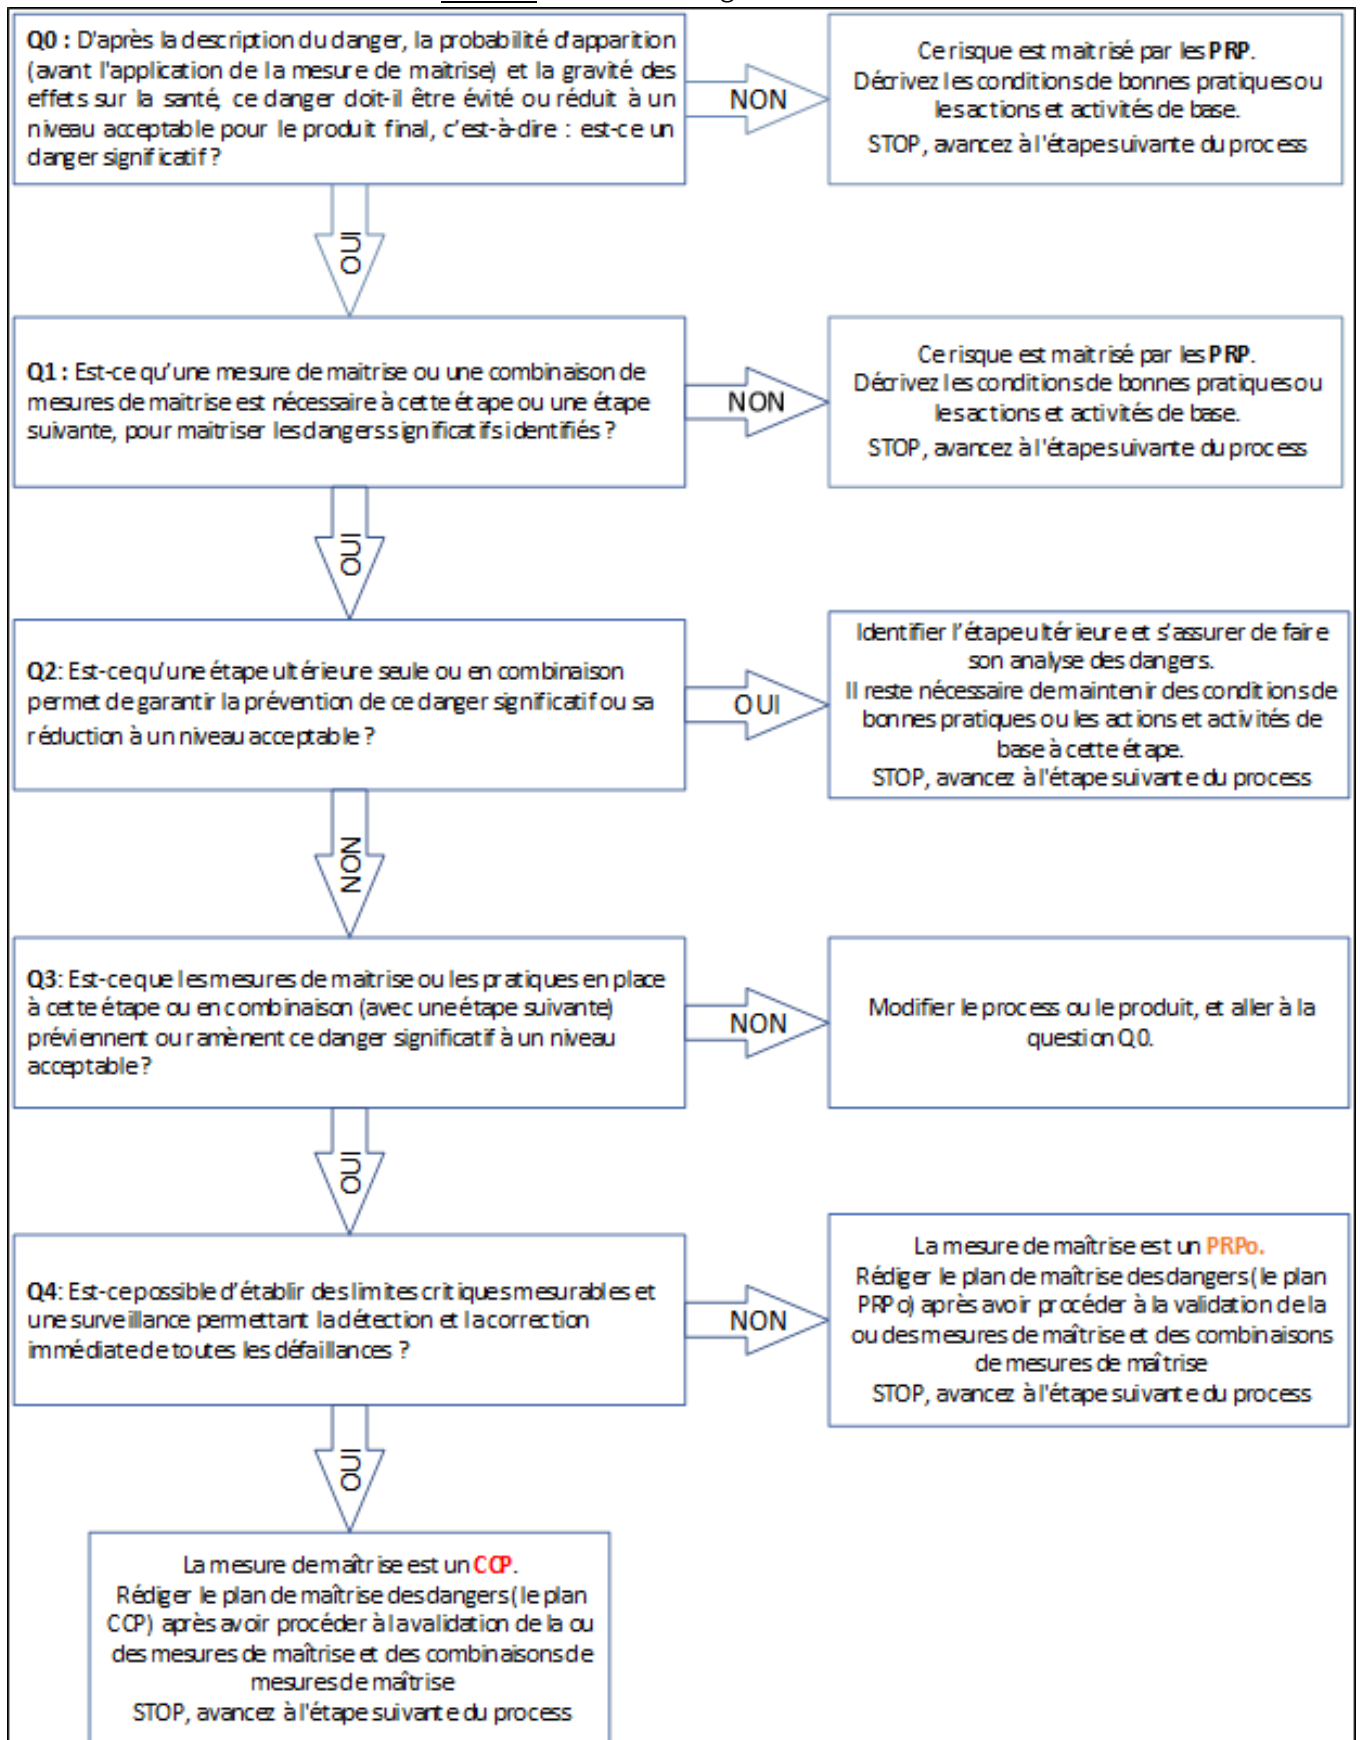 Q0 : D'après la description du danger, la probabilité d'apparition
(avant l'application de la mesure de maitrise) et la gravité des
effets sur la santé, ce danger doit-il être évité ou réduit à un
niveau acceptable pour le produit final, c'est-à-dire : est-ce un
danger significatif ?
NON
Ce risque est maitrisé par les PRP.
Décrivez les conditions de bonnes pratiques ou
les actions et activités de base.
STOP, avancez à l'étape suivante du process
OUI
Q1 : Est-ce qu'une mesure de maitrise ou une combinaison de
mesures de maitrise est nécessaire à cette étape ou une étape
suivante, pour maitriser les dangers significatifs identifiés ?
NON
Ce risque est maitrisé par les PRP.
Décrivez les conditions de bonnes pratiques ou
les actions et activités de base.
STOP, avancez à l'étape suivante du process
OUI
Q2: Est-ce qu'une étape ultérieure seule ou en combinaison
permet de garantir la prévention de ce danger significatif ou sa
réduction à un niveau acceptable ?
OUI
Identifier l'étape ultérieure et s'assurer de faire
son analyse des dangers.
Il reste nécessaire de maintenir des conditions de
bonnes pratiques ou les actions et activités de
base à cette étape.
STOP, avancez à l'étape suivante du process
NON
Q3: Est-ce que les mesures de maitrise ou les pratiques en place
à cette étape ou en combinaison (avec une étape suivante)
préviennent ou ramènent ce danger significatif à un niveau
acceptable ?
NON
Modifier le process ou le produit, et aller à la
question Q0.
OUI
Q4: Est-ce possible d'établir des limites critiques mesurables et
une surveillance permettant la détection et la correction
immédiate de toutes les défaillances ?
NON
La mesure de maîtrise est un PRPo.
Rédiger le plan de maîtrise des dangers (le plan
PRPo) après avoir procéder à la validation de la
ou des mesures de maîtrise et des combinaisons
de mesures de maîtrise
STOP, avancez à l'étape suivante du process
OUI
La mesure de maîtrise est un CCP.
Rédiger le plan de maîtrise des dangers (le plan
CCP) après avoir procéder à la validation de la ou
des mesures de maîtrise et des combinaisons de
mesures de maîtrise
STOP, avancez à l'étape suivante du process